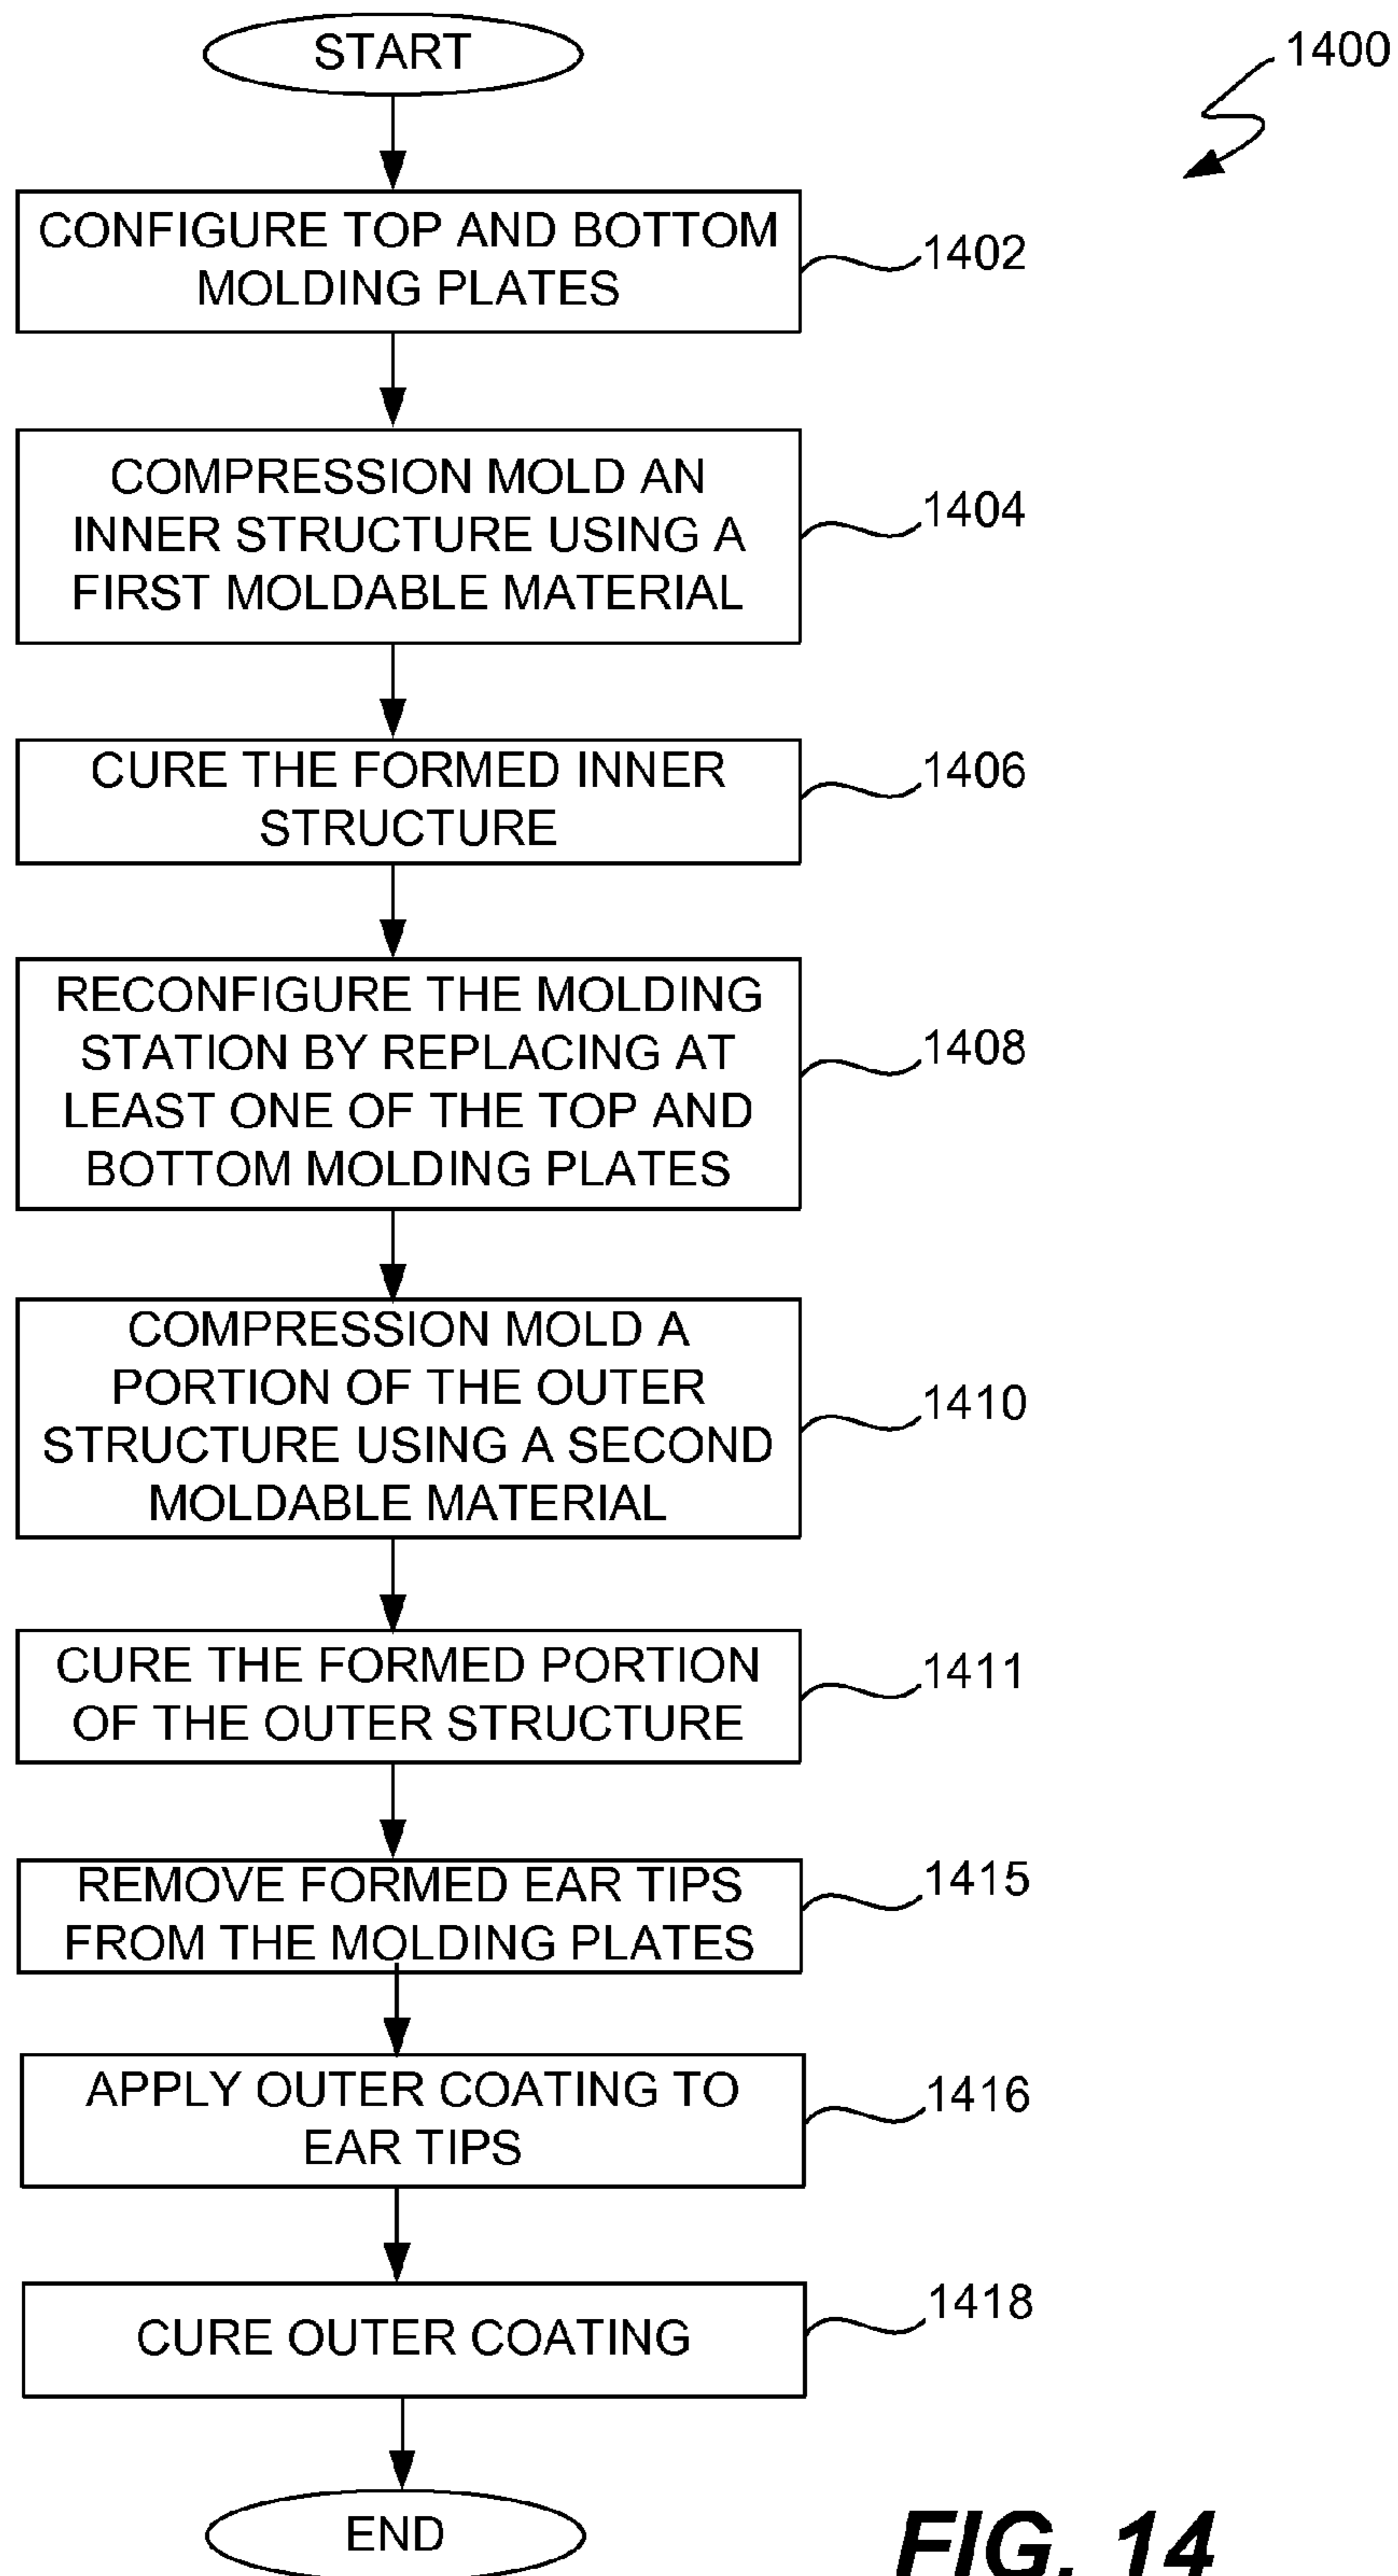 START
1400
CONFIGURE TOP AND BOTTOM
MOLDING PLATES
1402
COMPRESSION MOLD AN
INNER STRUCTURE USING A
FIRST MOLDABLE MATERIAL
1404
CURE THE FORMED INNER
STRUCTURE
1406
RECONFIGURE THE MOLDING
STATION BY REPLACING AT
LEAST ONE OF THE TOP AND
BOTTOM MOLDING PLATES
1408
COMPRESSION MOLD A
PORTION OF THE OUTER
STRUCTURE USING A SECOND
MOLDABLE MATERIAL
1410
CURE THE FORMED PORTION
OF THE OUTER STRUCTURE
1411
REMOVE FORMED EAR TIPS
FROM THE MOLDING PLATES
1415
APPLY OUTER COATING TO
EAR TIPS
1416
CURE OUTER COATING
1418
END
FIG. 14